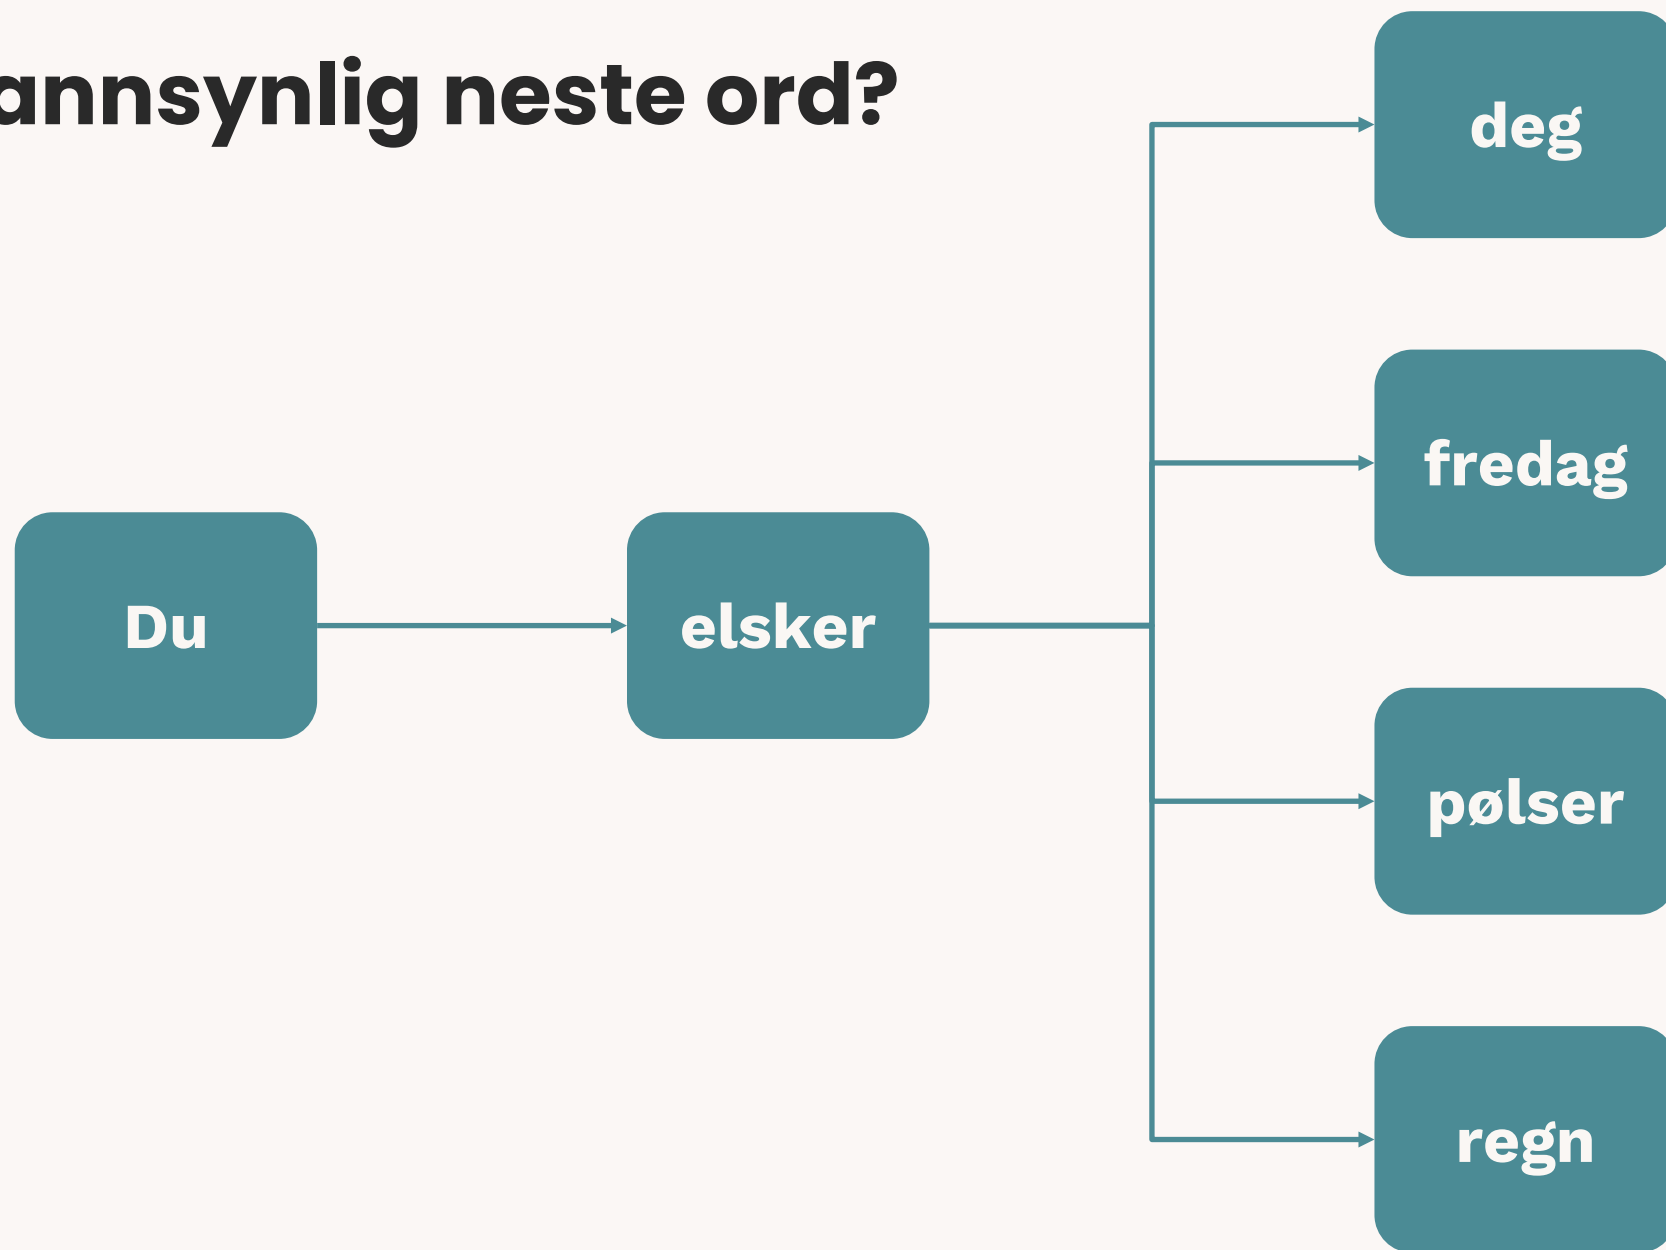 annsynlig neste ord?
Du
elsker
deg
fredag
pølser
regn